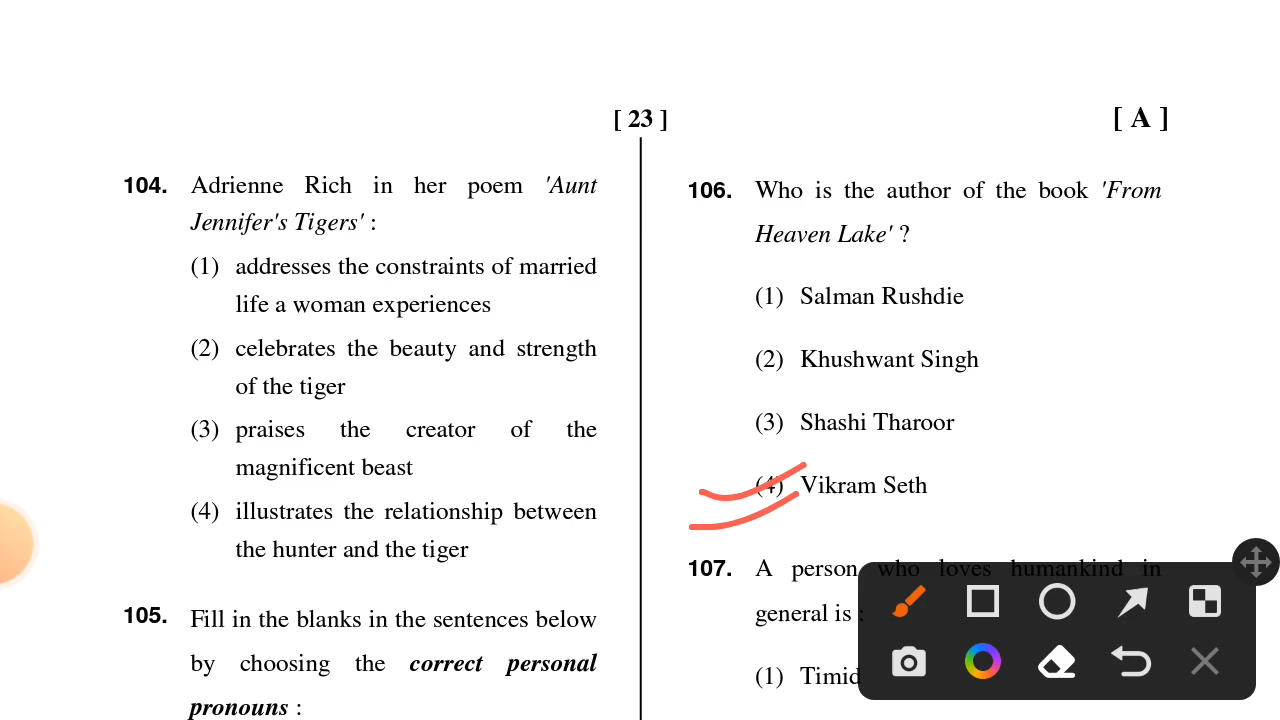 [ 23 ]
[ A ]
104. Adrienne Rich in her poem 'Aunt
Jennifer's Tigers' :
(1) addresses the constraints of married
life a woman experiences
(2) celebrates the beauty and strength
of the tiger
(3) praises the creator of the
magnificent beast
(4) illustrates the relationship between
the hunter and the tiger
105. Fill in the blanks in the sentences below
by choosing the correct personal
pronouns :
106. Who is the author of the book 'From
Heaven Lake' ?
(1) Salman Rushdie
(2) Khushwant Singh
(3) Shashi Tharoor
(4) Vikram Seth
107. A person who loves humankind in
general is :
(1) Timid